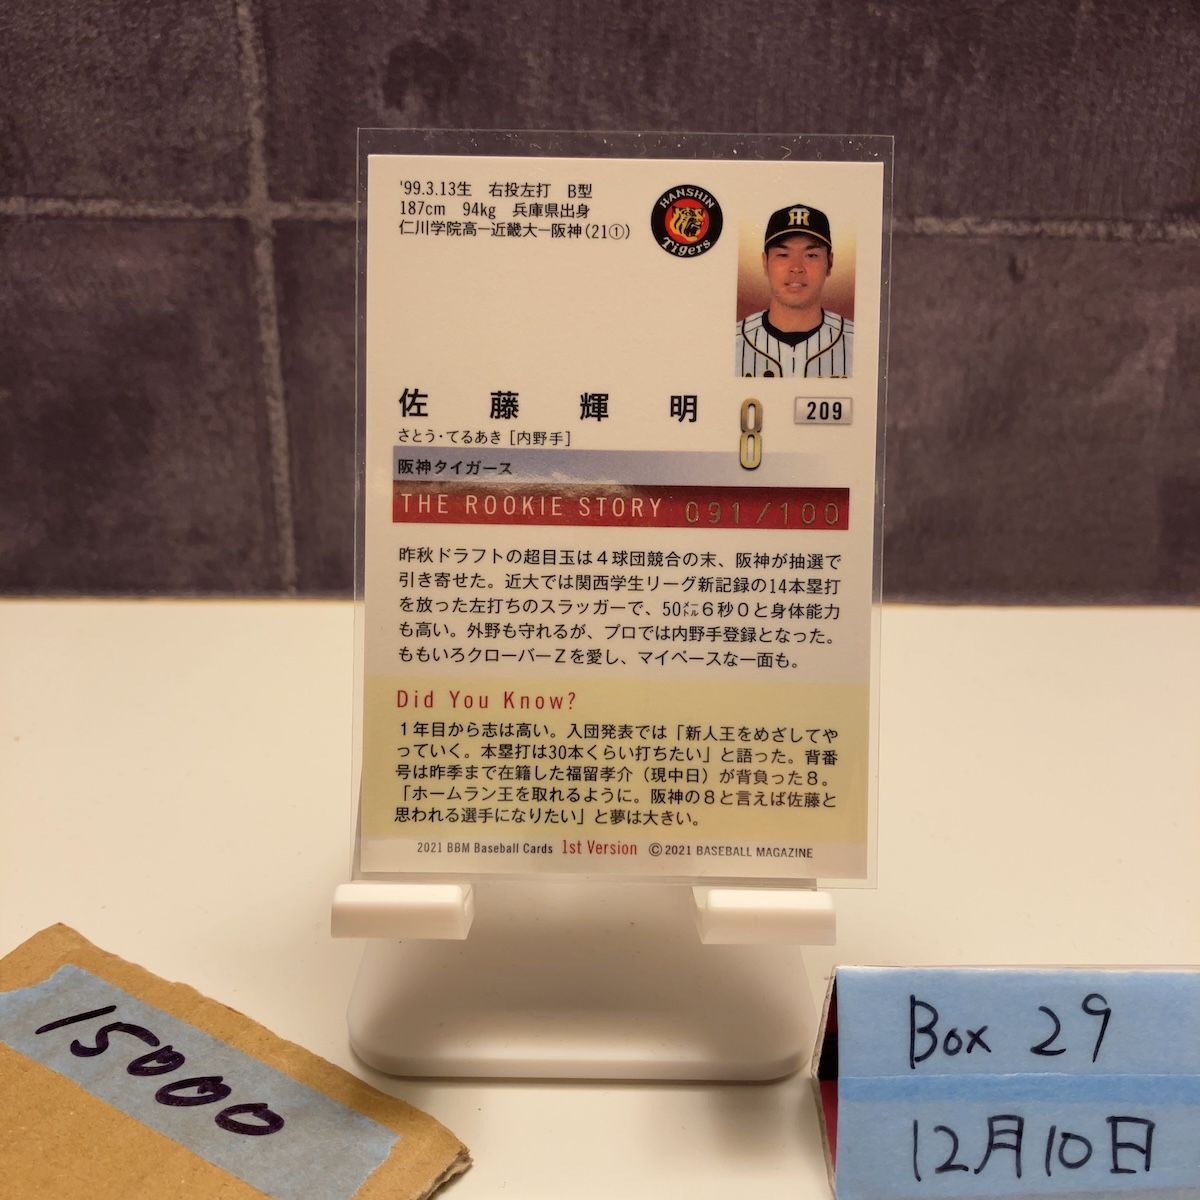 '99.3.13生 右投左打 B型
187cm 94kg 兵庫県出身
仁川学院高―近畿大―阪神(21①)
HANSHIN
Tigers
佐藤輝明
8
209
さとう・てるあき [内野手]
阪神タイガース
THE ROOKIE STORY 091/100
昨秋ドラフトの超目玉は4球団競合の末、阪神が抽選で
引き寄せた。近大では関西学生リーグ新記録の14本塁打
を放った左打ちのスラッガーで、50㍍6秒0と身体能力
も高い。外野も守れるが、プロでは内野手登録となった。
ももいろクローバーZを愛し、マイペースな一面も。
Did You Know?
1年目から志は高い。入団発表では「新人王をめざしてや
っていく。本塁打は30本くらい打ちたい」と語った。背番
号は昨季まで在籍した福留孝介(現中日)が背負った8。
「ホームラン王を取れるように。阪神の8と言えば佐藤と
思われる選手になりたい」と夢は大きい。
2021 BBM Baseball Cards 1st Version ©2021 BASEBALL MAGAZINE
15000
Box 29
12月10日